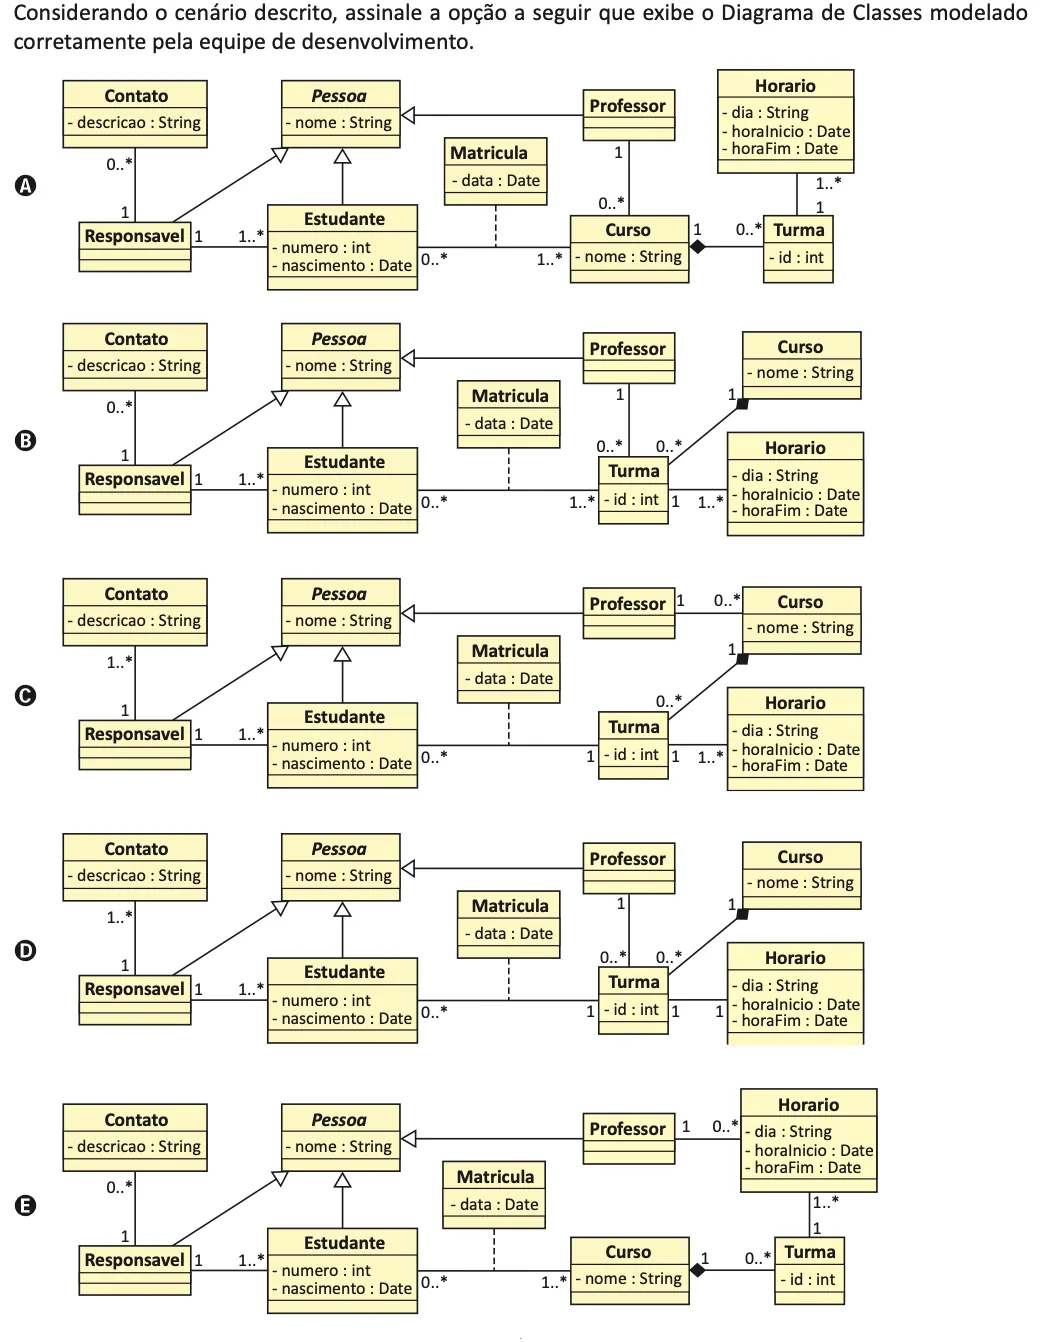 Considerando o cenário descrito, assinale a opção a seguir que exibe o Diagrama de Classes modelado
corretamente pela equipe de desenvolvimento.
A
Contato
- descricao : String
Pessoa
- nome : String
Professor
Horario
- dia : String
- horaInicio : Date
- horaFim : Date
Matricula
- data : Date
0..*
1
1
0..*
1..*
1
Responsavel
1
1..*
Estudante
- numero : int
- nascimento : Date
0..*
1..*
Curso
- nome : String
1
0..*
Turma
- id : int
B
Contato
- descricao : String
Pessoa
- nome : String
Professor
Curso
- nome : String
Matricula
- data : Date
0..*
1
1
0..*
1
0..*
Horario
- dia : String
- horaInicio : Date
- horaFim : Date
Responsavel
1
1..*
Estudante
- numero : int
- nascimento : Date
0..*
1..*
Turma
- id : int
1
1..*
C
Contato
- descricao : String
Pessoa
- nome : String
Professor
1
0..*
Curso
- nome : String
Matricula
- data : Date
1..*
1
1
0..*
Horario
- dia : String
- horaInicio : Date
- horaFim : Date
Responsavel
1
1..*
Estudante
- numero : int
- nascimento : Date
0..*
1
Turma
- id : int
1
1..*
D
Contato
- descricao : String
Pessoa
- nome : String
Professor
Curso
- nome : String
Matricula
- data : Date
1..*
1
1
0..*
1
0..*
Horario
- dia : String
- horaInicio : Date
- horaFim : Date
Responsavel
1
1..*
Estudante
- numero : int
- nascimento : Date
0..*
1
Turma
- id : int
1
1
E
Contato
- descricao : String
Pessoa
- nome : String
Professor
1
0..*
Horario
- dia : String
- horaInicio : Date
- horaFim : Date
Matricula
- data : Date
0..*
1
1..*
1
Responsavel
1
1..*
Estudante
- numero : int
- nascimento : Date
0..*
1..*
Curso
- nome : String
1
0..*
Turma
- id : int